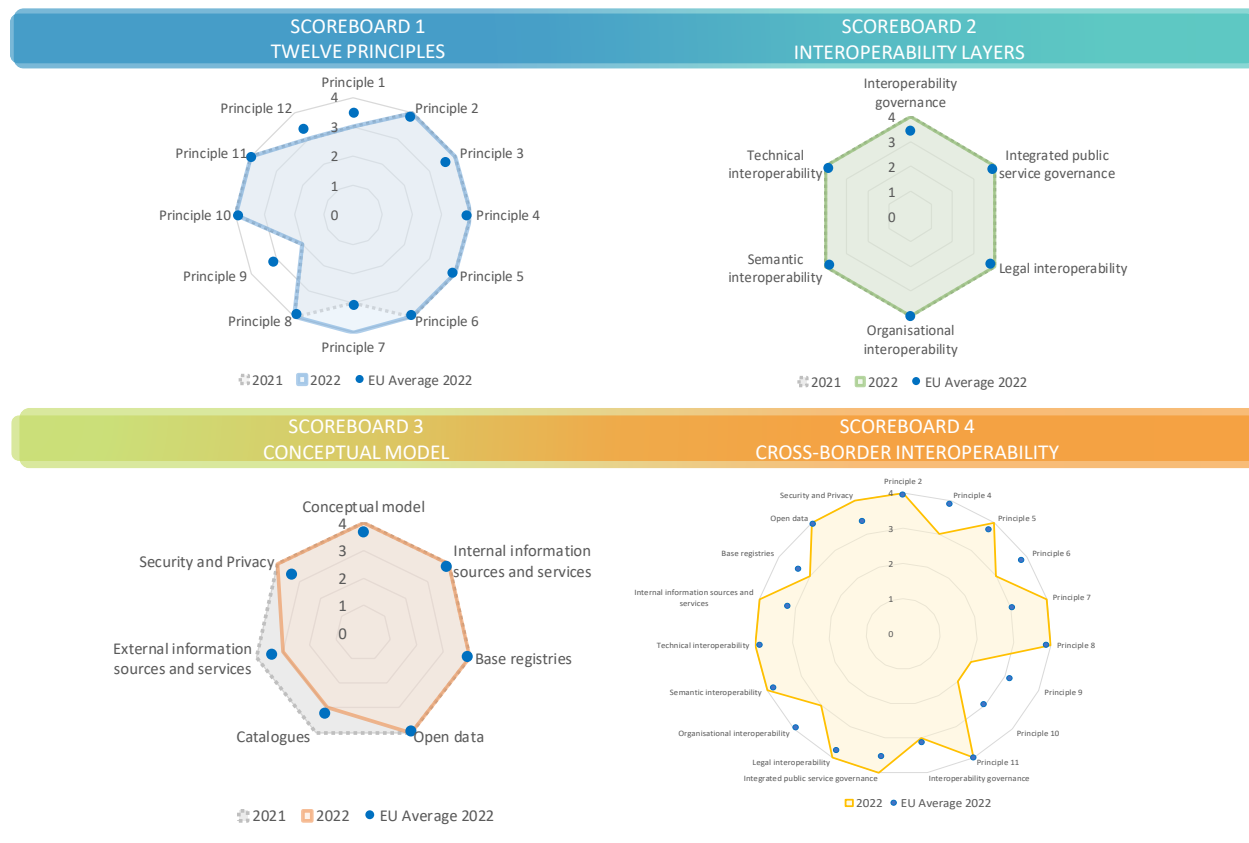 SCOREBOARD 1
TWELVE PRINCIPLES
SCOREBOARD 2
INTEROPERABILITY LAYERS
Principle 1
Principle 2
Principle 3
Principle 4
Principle 5
Principle 6
Principle 7
Principle 8
Principle 9
Principle 10
Principle 11
Principle 12
4
3
2
1
0
2021
2022
EU Average 2022
Interoperability
governance
Integrated public
service governance
Legal interoperability
Organisational
interoperability
Semantic
interoperability
Technical
interoperability
4
3
2
1
0
2021
2022
EU Average 2022
SCOREBOARD 3
CONCEPTUAL MODEL
SCOREBOARD 4
CROSS-BORDER INTEROPERABILITY
Conceptual model
Internal information
sources and services
Base registries
Open data
Catalogues
External information
sources and services
Security and Privacy
4
3
2
1
0
2021
2022
EU Average 2022
Principle 2
Principle 4
Principle 5
Principle 6
Principle 7
Principle 8
Principle 9
Principle 10
Principle 11
Interoperability governance
Integrated public service governance
Legal interoperability
Organisational interoperability
Semantic interoperability
Technical interoperability
Internal information sources and
services
Base registries
Open data
Security and Privacy
4
3
2
1
0
2022
EU Average 2022